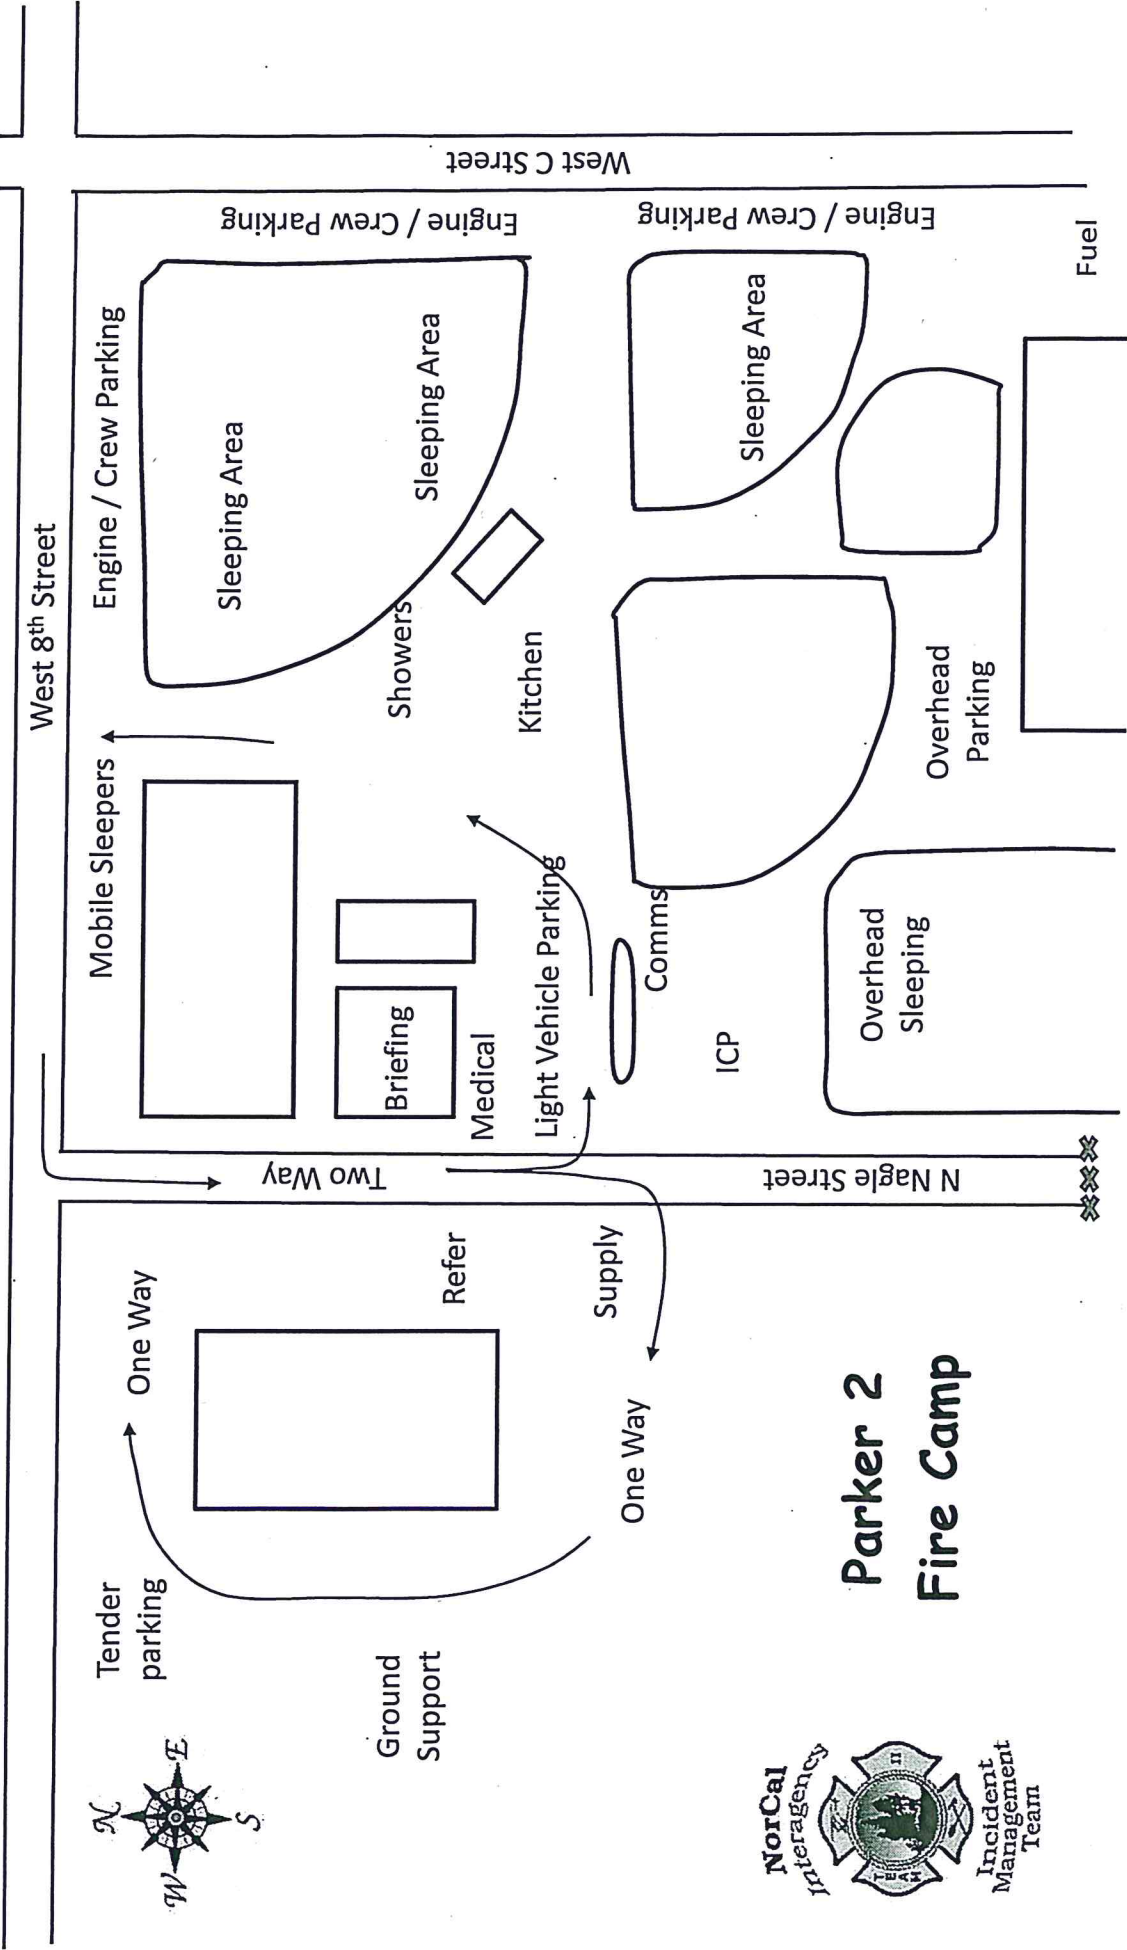 West 8th Street
Mobile Sleepers
Engine / Crew Parking
One Way
Tender
parking
N
W
E
S
Sleeping Area
Sleeping Area
Two Way
Briefing
Showers
Medical
Kitchen
Refer
Ground
Support
Light Vehicle Parking
Engine / Crew Parking
West C Street
Supply
One Way
Comms
ICP
Sleeping Area
Engine / Crew Parking
N Nagle Street
Overhead
Sleeping
Overhead
Parking
Fuel
Parker 2
Fire Camp
NorCal
Interagency
TEAM
II
Incident
Management
Team